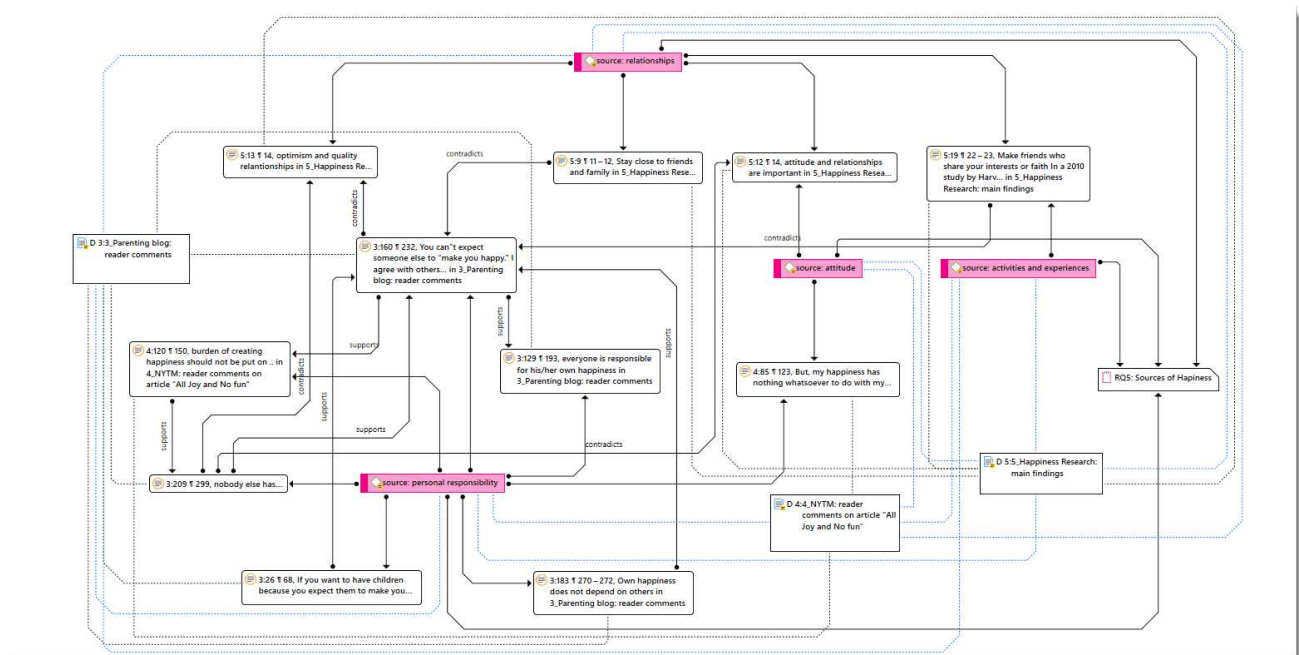 source: relationships
5:13 ¶ 14, optimism and quality
relantionships in 5_Happiness Re...
contradicts
5:9 ¶ 11 – 12, Stay close to friends
and family in 5_Happiness Rese...
5:12 ¶ 14, attitude and relationships
are important in 5_Happiness Resea...
5:19 ¶ 22 – 23, Make friends who
share your interests or faith In a 2010
study by Harv... in 5_Happiness
Research: main findings
contradicts
D 3:3_Parenting blog:
reader comments
3:160 ¶ 232, You can"t expect
someone else to "make you happy." I
agree with others... in 3_Parenting
blog: reader comments
contradicts
source: attitude
source: activities and experiences
supports
supports
supports
4:120 ¶ 150, burden of creating
happiness should not be put on .. in
4_NYTM: reader comments on
article "All Joy and No fun"
contradicts
3:129 ¶ 193, everyone is responsible
for his/her own happiness in
3_Parenting blog: reader comments
4:85 ¶ 123, But, my happiness has
nothing whatsoever to do with my...
RQ5: Sources of Hapiness
supports
supports
supports
contradicts
3:209 ¶ 299, nobody else has...
source: personal responsibility
D 5:5_Happiness Research:
main findings
D 4:4_NYTM: reader
comments on article "All
Joy and No fun"
3:26 ¶ 68, If you want to have children
because you expect them to make you...
3:183 ¶ 270 – 272, Own happiness
does not depend on others in
3_Parenting blog: reader comments